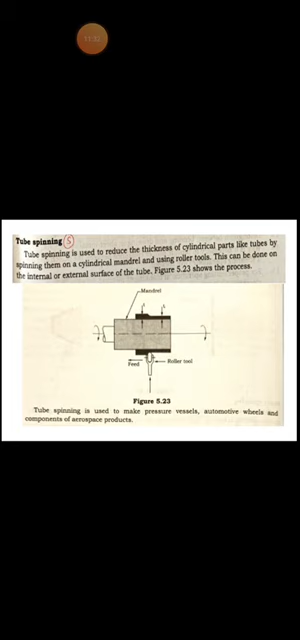 11:32
Tube spinning 5
Tube spinning is used to reduce the thickness of cylindrical parts like tubes by
spinning them on a cylindrical mandrel and using roller tools. This can be done on
the internal or external surface of the tube. Figure 5.23 shows the process.
Mandrel
Feed
Roller tool
Figure 5.23
Tube spinning is used to make pressure vessels, automotive wheels and
components of aerospace products.